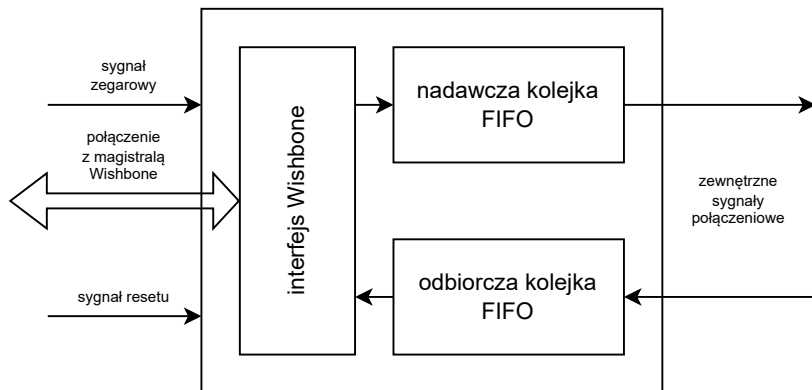 sygnał
zegarowy
połączenie
z magistralą
Wishbone
sygnał resetu
interfejs Wishbone
nadawcza kolejka
FIFO
odbiorcza kolejka
FIFO
zewnętrzne
sygnały
połączeniowe